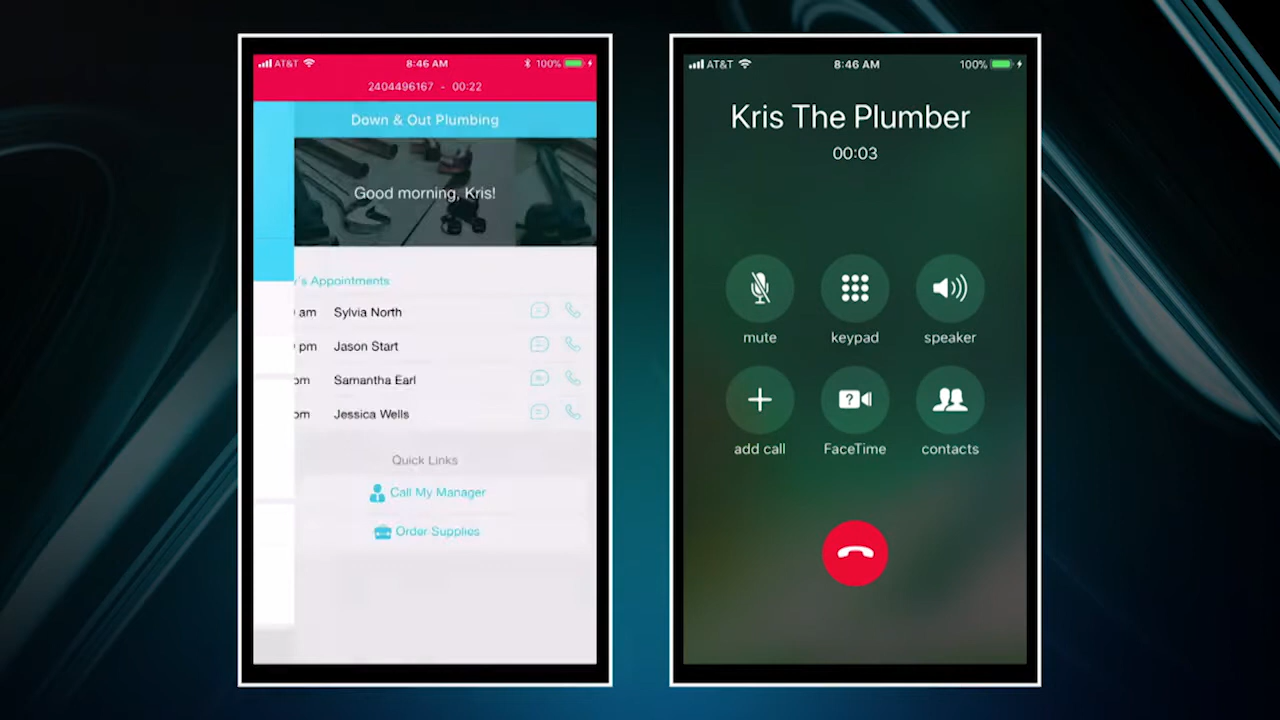 AT&T 8:46 AM 100%
2404496167 - 00:22
Down & Out Plumbing
Good morning, Kris!
's Appointments
am Sylvia North
pm Jason Start
pm Samantha Earl
pm Jessica Wells
Quick Links
Call My Manager
Order Supplies
AT&T 8:46 AM 100%
Kris The Plumber
00:03
mute keypad speaker
add call FaceTime contacts